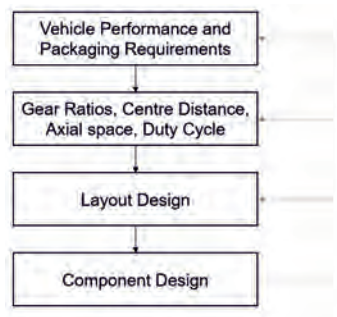 Vehicle Performance and
Packaging Requirements
Gear Ratios, Centre Distance,
Axial space, Duty Cycle
Layout Design
Component Design